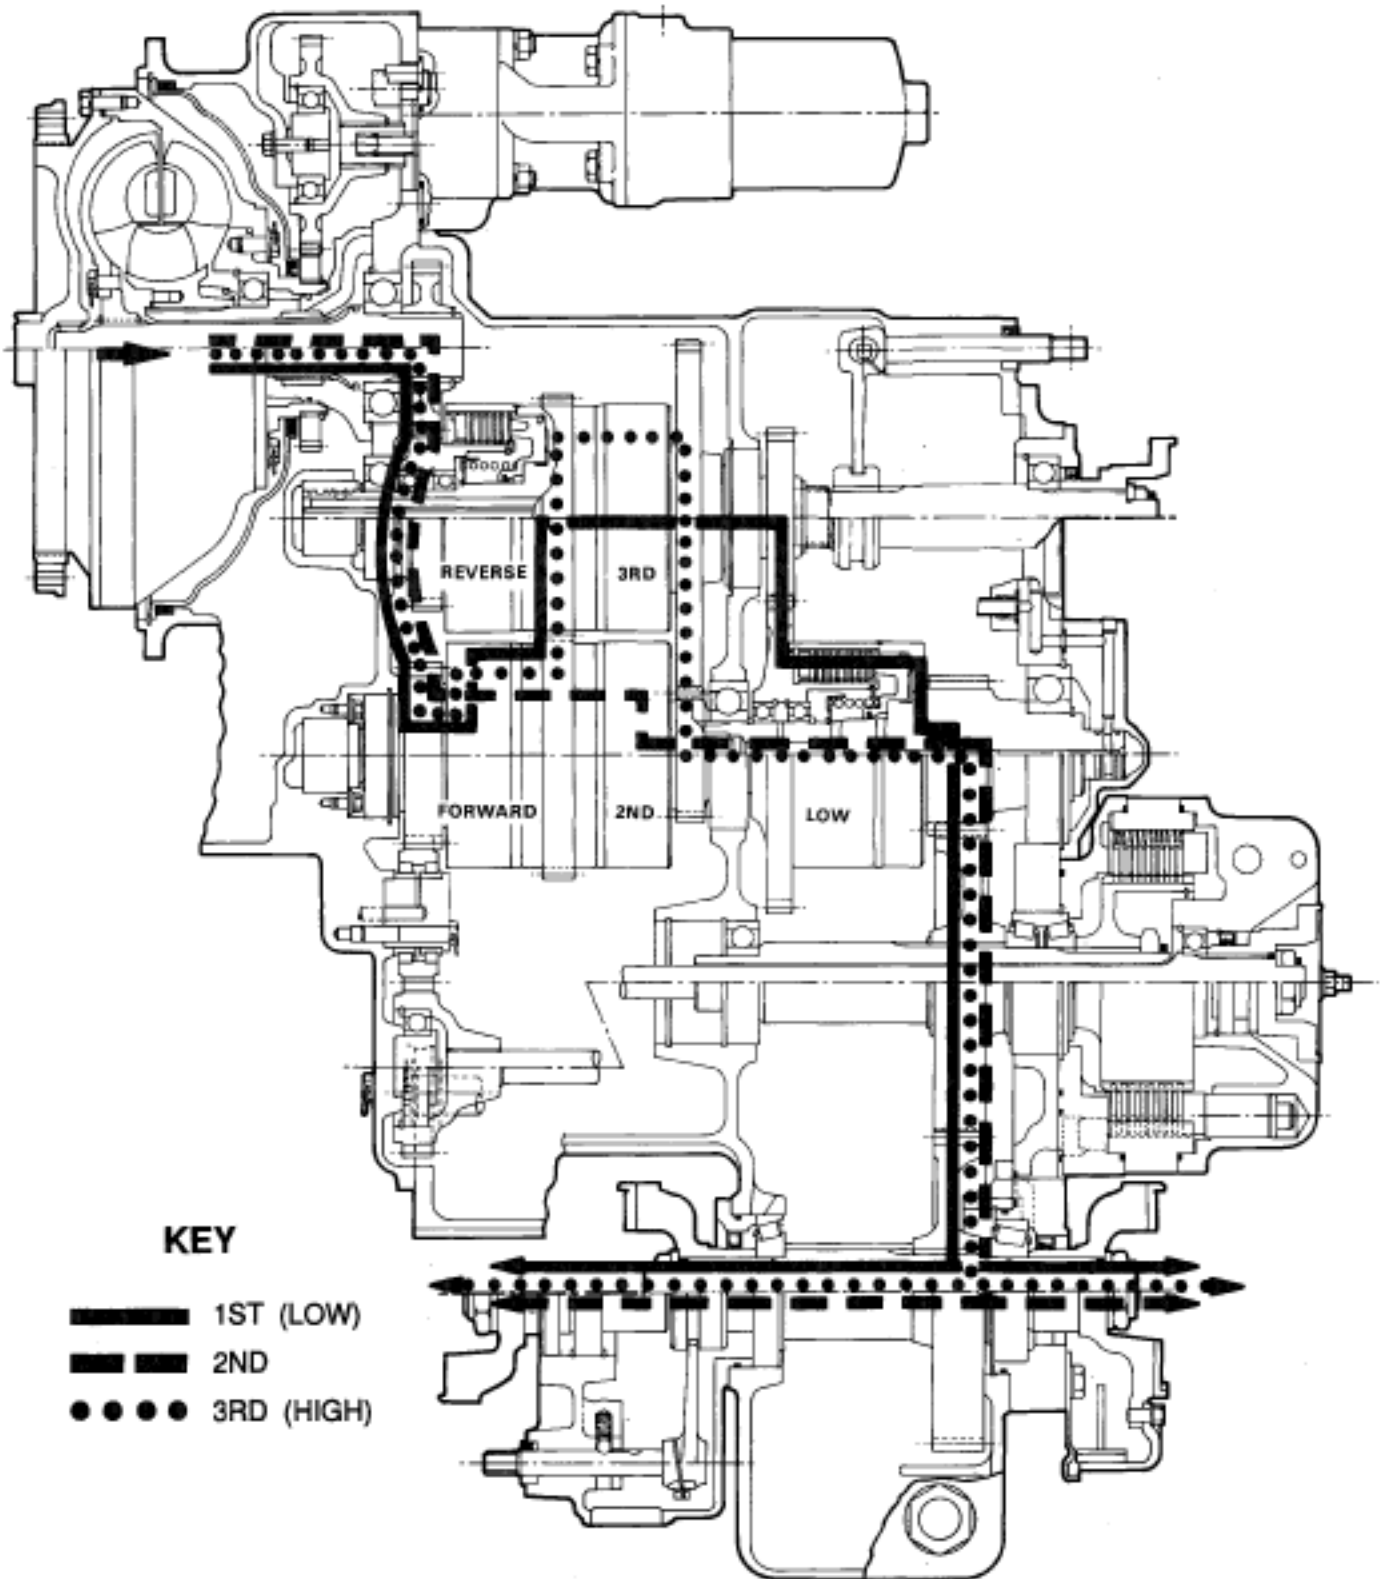 REVERSE
3RD
FORWARD
2ND
LOW
KEY
1ST (LOW)
2ND
3RD (HIGH)